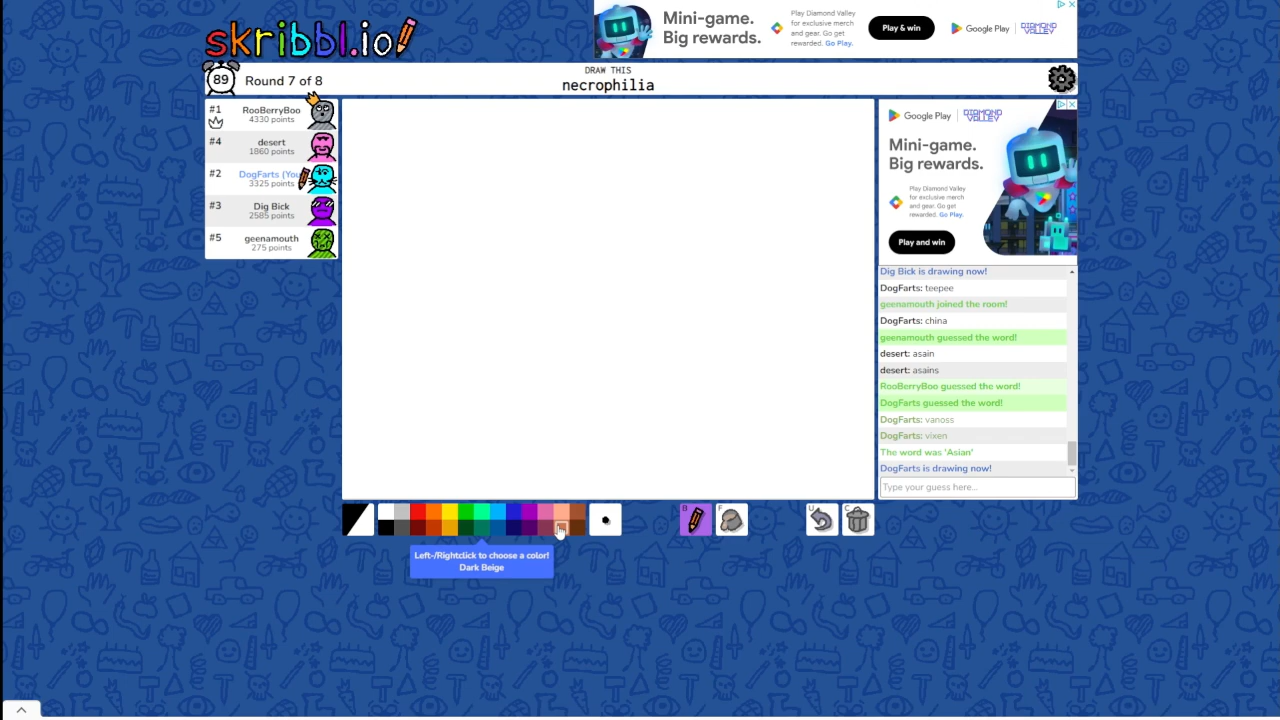 skribbl.io
Mini-game.
Big rewards.
Play Diamond Valley
for exclusive merch
and gear. Go get
rewarded. Go Play.
Play & win
Google Play
DIAMOND
VALLEY
89
Round 7 of 8
DRAW THIS
necrophilia
#1
RooBerryBoo
4330 points
#4
desert
1860 points
#2
DogFarts (You
3325 points
#3
Dig Bick
2585 points
#5
geenamouth
275 points
Google Play
DIAMOND
VALLEY
Mini-game.
Big rewards.
Play Diamond Valley
for exclusive merch
and gear. Go get
rewarded. Go Play.
Play and win
Dig Bick is drawing now!
DogFarts: teepee
geenamouth joined the room!
DogFarts: china
geenamouth guessed the word!
desert: asain
desert: asains
RooBerryBoo guessed the word!
DogFarts guessed the word!
DogFarts: vanoss
DogFarts: vixen
The word was 'Asian'
DogFarts is drawing now!
Type your guess here...
B
F
U
C
Left-/Rightclick to choose a color!
Dark Beige